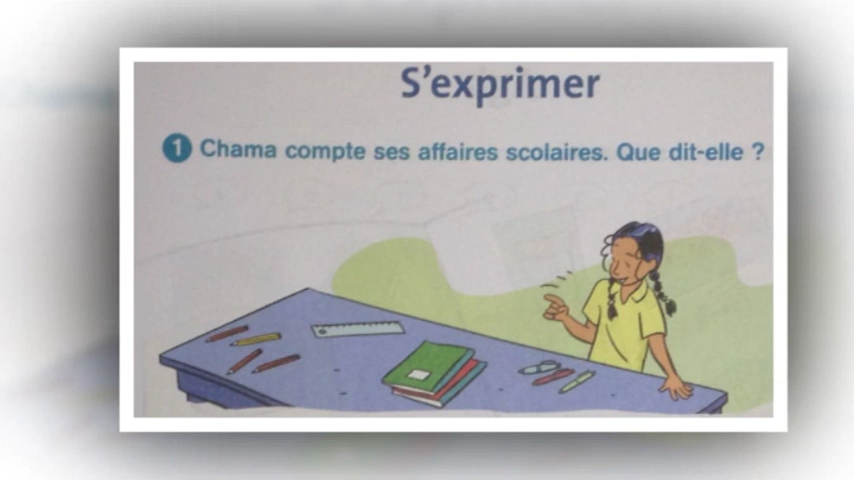 S'exprimer
1 Chama compte ses affaires scolaires. Que dit-elle ?